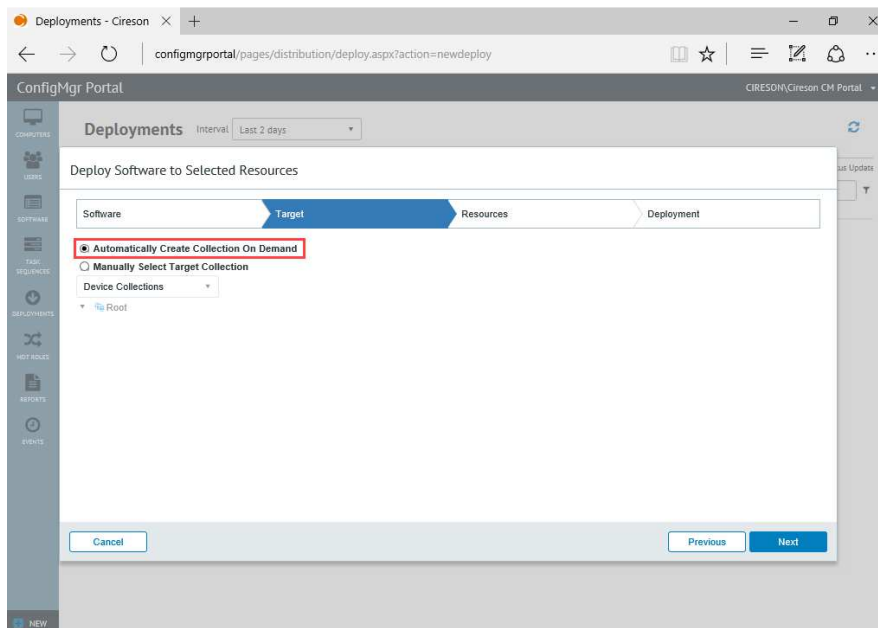 Deployments - Cireson
configmgrportal/pages/distribution/deploy.aspx?action=newdeploy
ConfigMgr Portal
CIRESON\Cireson CM Portal
COMPUTERS
USERS
SOFTWARE
TASK SEQUENCES
DEPLOYMENTS
HOT ROLES
REPORTS
EVENTS
NEW
Deployments Interval Last 2 days
us Update
Deploy Software to Selected Resources
Software Target Resources Deployment
Automatically Create Collection On Demand
Manually Select Target Collection
Device Collections
Root
Cancel Previous Next